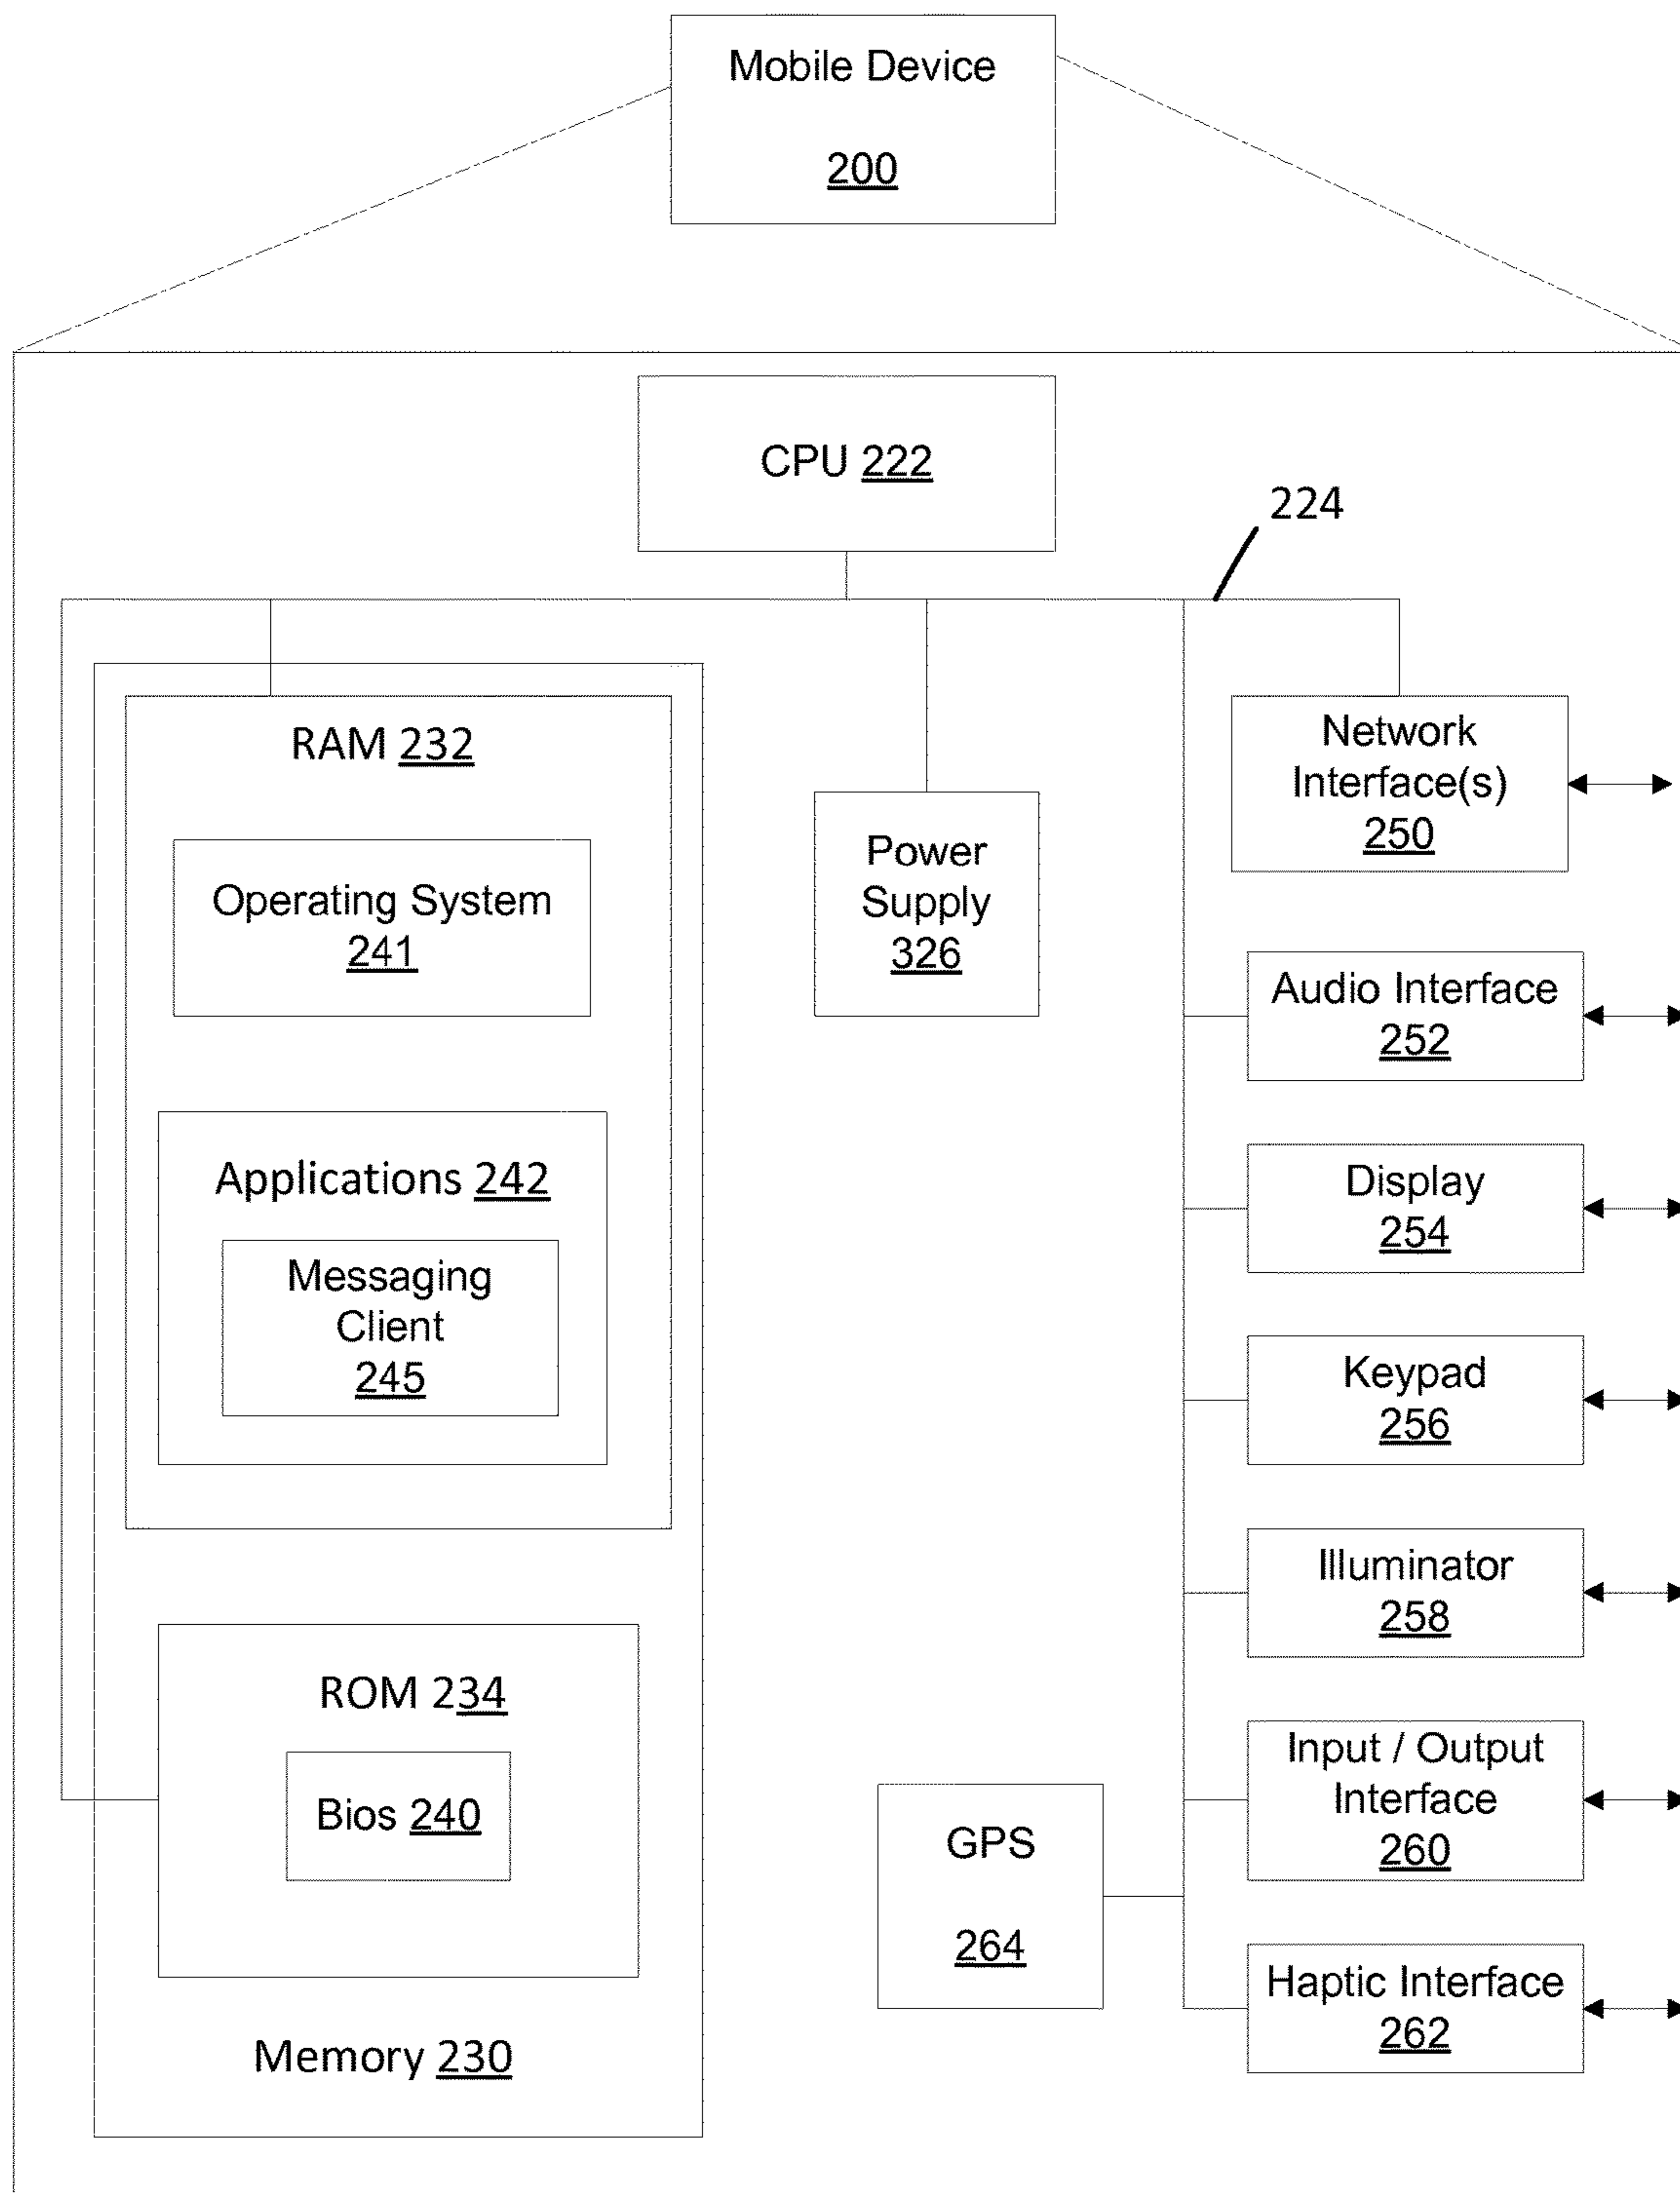 Mobile Device
200
CPU 222
224
RAM 232
Operating System
241
Applications 242
Messaging
Client
245
ROM 234
Bios 240
Memory 230
Power
Supply
326
GPS
264
Network
Interface(s)
250
Audio Interface
252
Display
254
Keypad
256
Illuminator
258
Input / Output
Interface
260
Haptic Interface
262